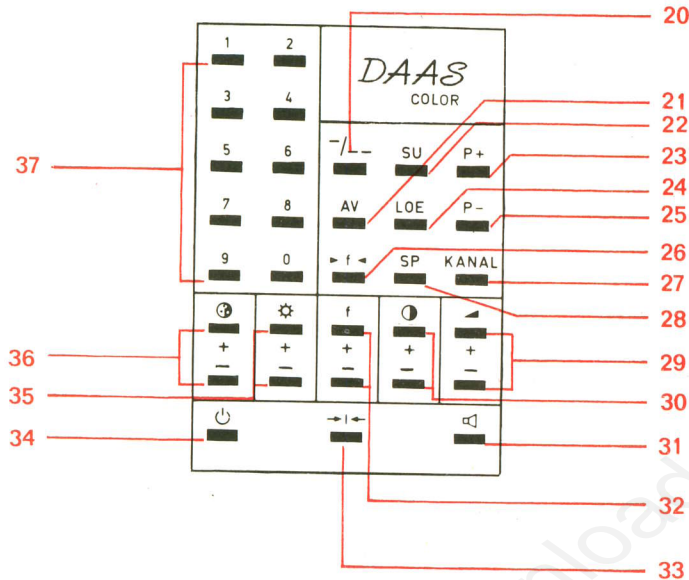 20
1 2
DAAS
COLOR
21
22
3 4
-/-- SU P+
23
37
5 6
24
AV LOE P-
25
7 8
26
► f ◄ SP KANAL
27
9 0
28
f
36
+ + + + +
29
− − − − −
35
30
34
→I←
31
32
33
nload